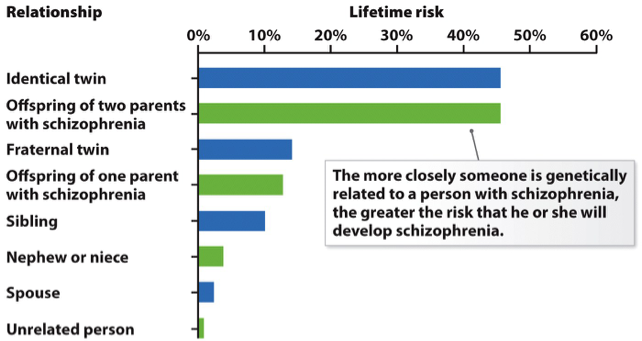 Relationship
Lifetime risk
0% 10% 20% 30% 40% 50% 60%
Identical twin
Offspring of two parents
with schizophrenia
Fraternal twin
Offspring of one parent
with schizophrenia
Sibling
Nephew or niece
Spouse
Unrelated person
The more closely someone is genetically
related to a person with schizophrenia,
the greater the risk that he or she will
develop schizophrenia.